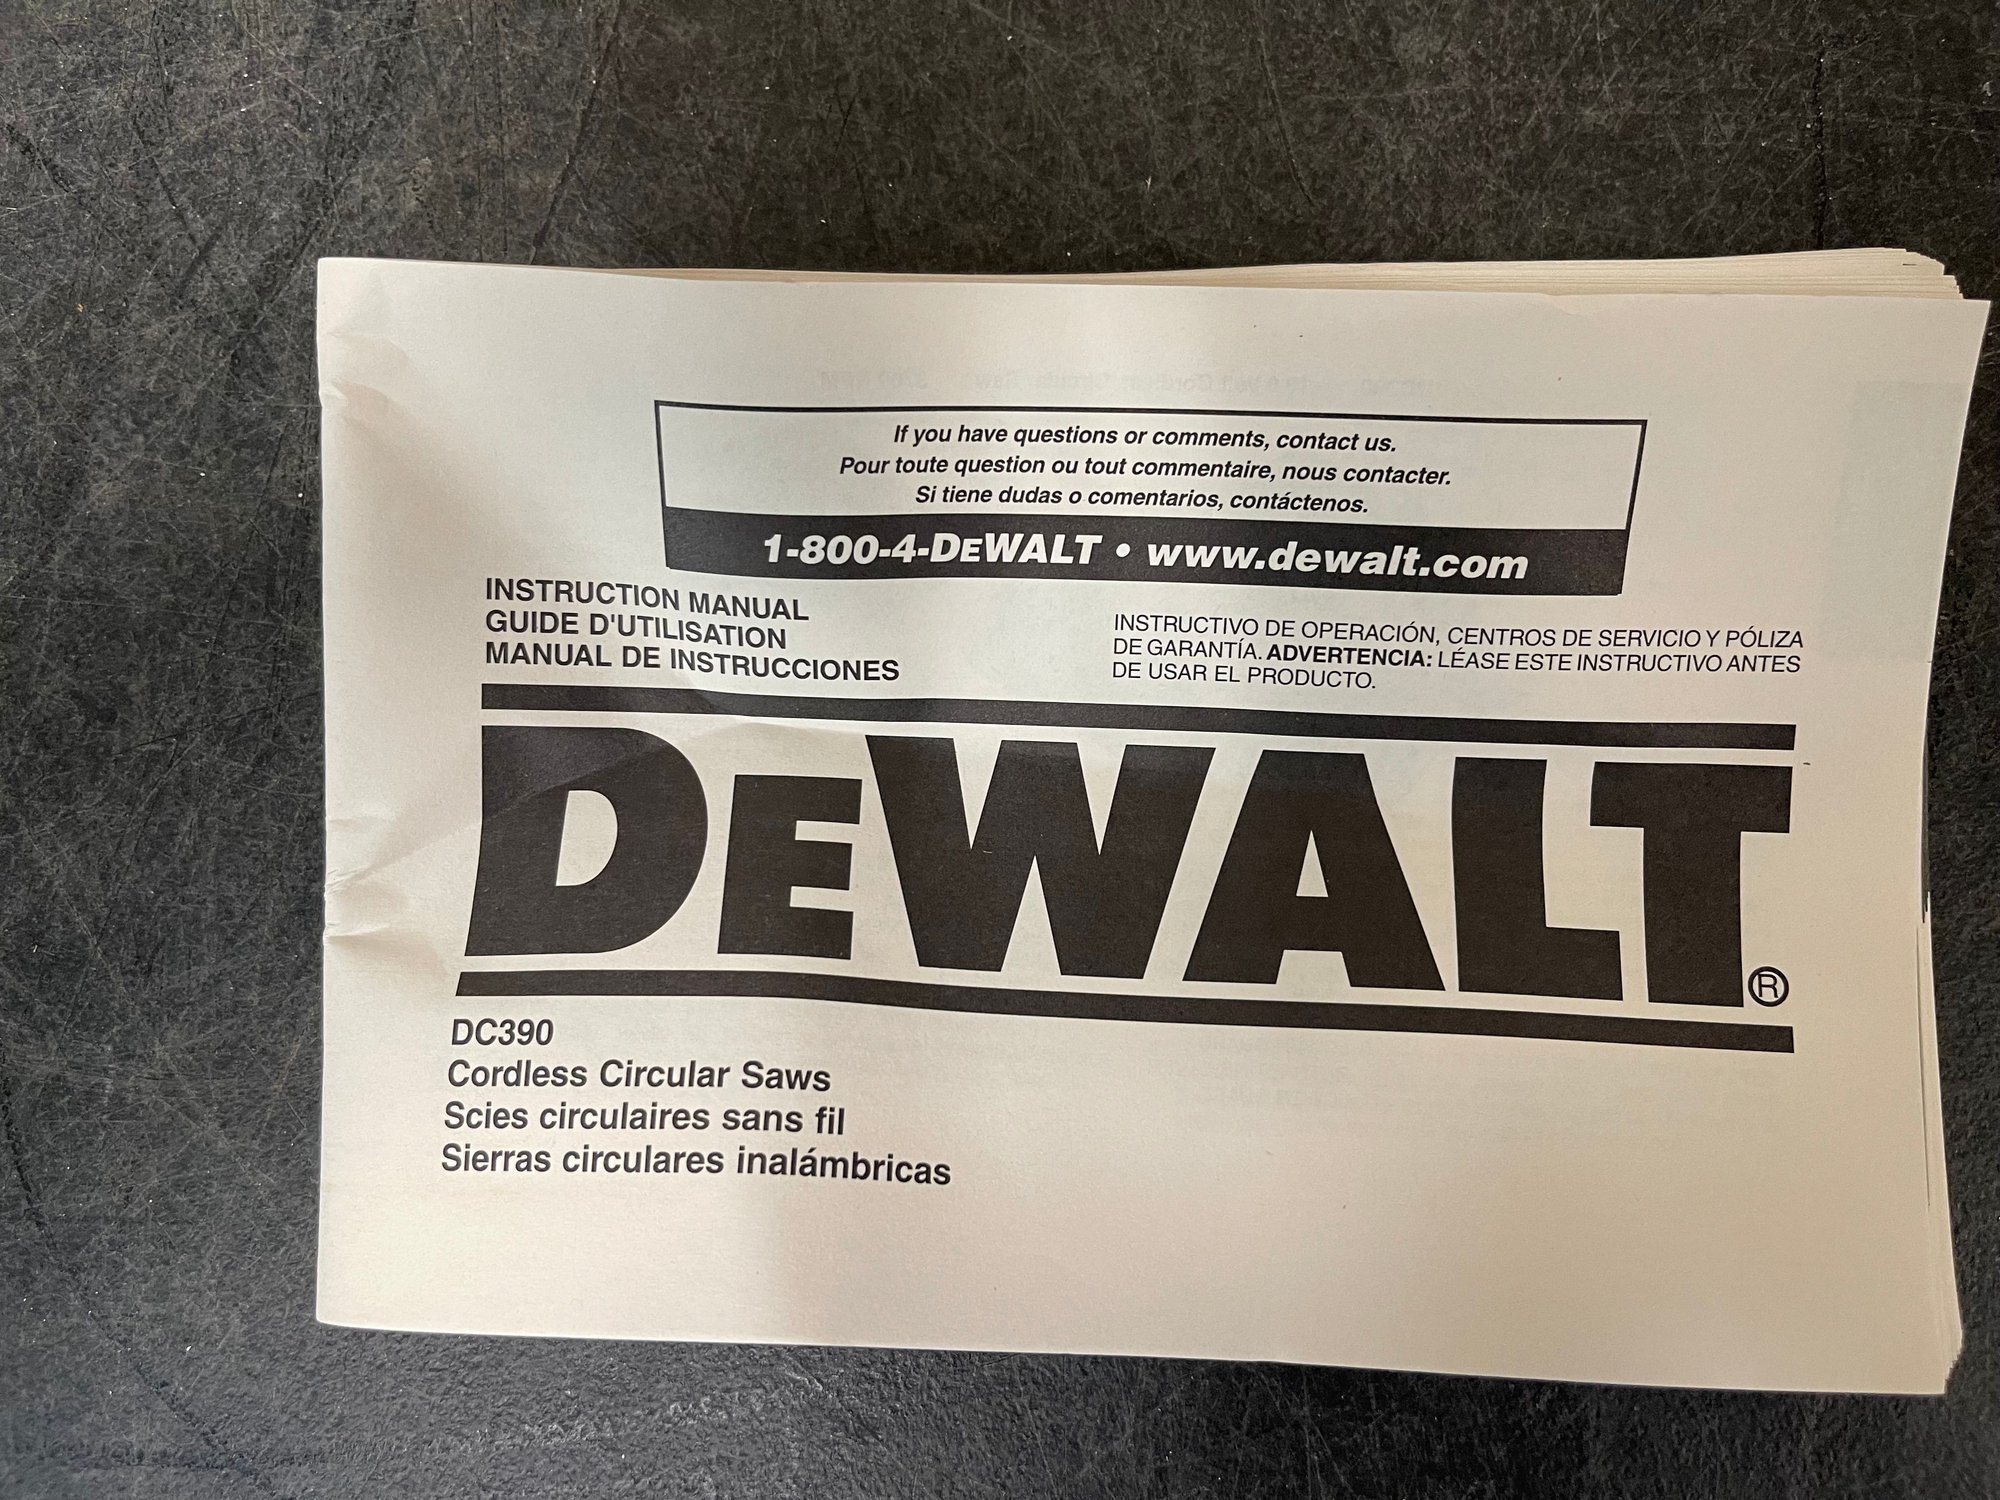 If you have questions or comments, contact us.
Pour toute question ou tout commentaire, nous contacter.
Si tiene dudas o comentarios, contáctenos.
1-800-4-DEWALT • www.dewalt.com
INSTRUCTION MANUAL
GUIDE D'UTILISATION
MANUAL DE INSTRUCCIONES
INSTRUCTIVO DE OPERACIÓN, CENTROS DE SERVICIO Y PÓLIZA
DE GARANTÍA. ADVERTENCIA: LÉASE ESTE INSTRUCTIVO ANTES
DE USAR EL PRODUCTO.
DEWALT®
DC390
Cordless Circular Saws
Scies circulaires sans fil
Sierras circulares inalámbricas